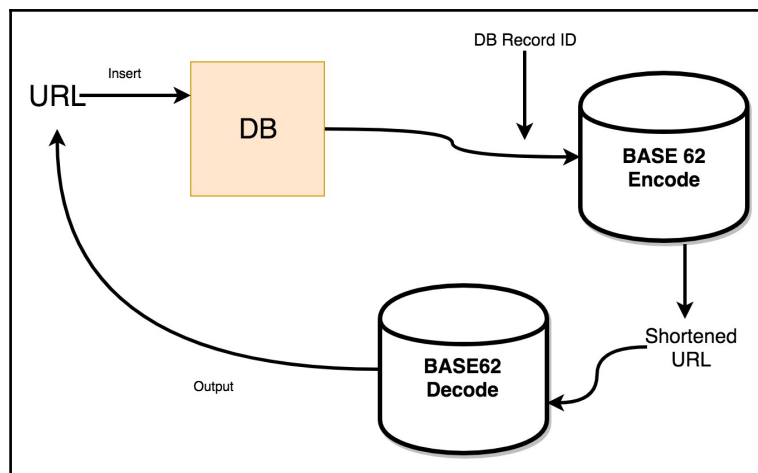 DB Record ID
Insert
URL
DB
BASE 62
Encode
Shortened
URL
BASE62
Decode
Output